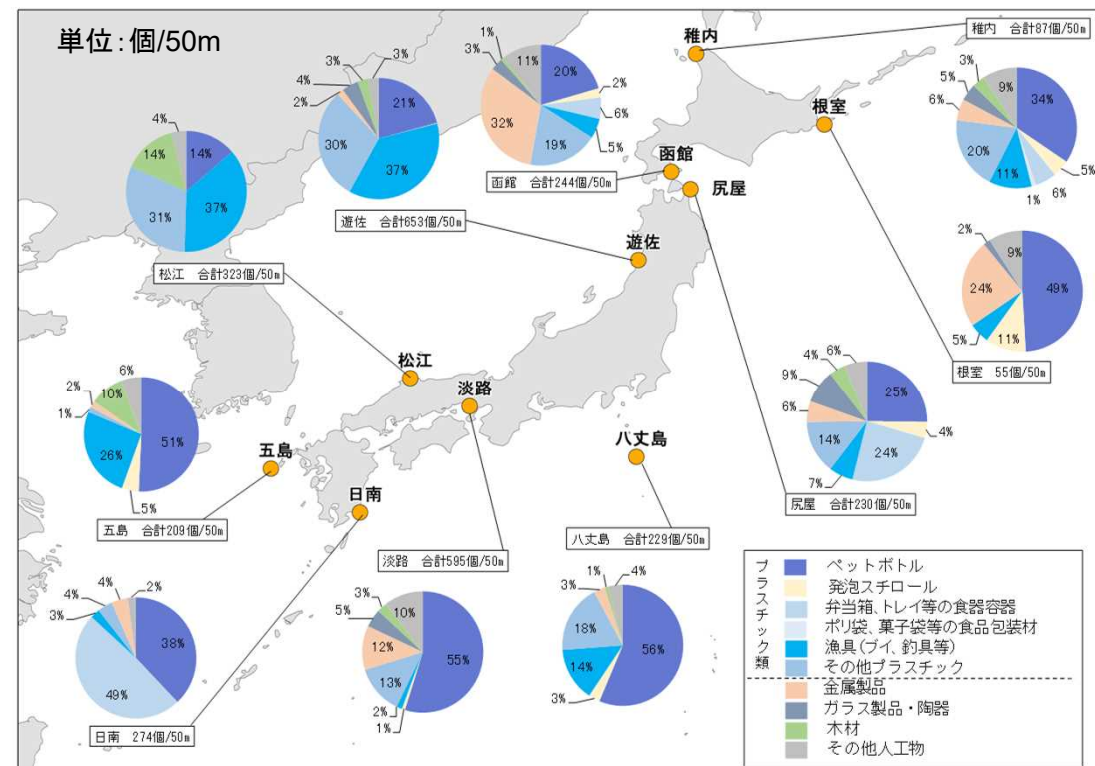 単位：個/50m
稚内 合計87個/50m
34%
5%
6%
1%
11%
20%
6%
5%
3%
9%
稚内
根室
函館
尻屋
遊佐
松江
淡路
五島
日南
八丈島
函館 合計244個/50m
20%
2%
6%
5%
19%
32%
3%
1%
11%
遊佐 合計653個/50m
21%
37%
30%
2%
4%
3%
3%
松江 合計323個/50m
14%
37%
31%
14%
4%
根室 55個/50m
49%
11%
5%
24%
2%
9%
尻屋 合計230個/50m
25%
4%
24%
7%
14%
6%
9%
4%
6%
五島 合計209個/50m
51%
5%
26%
1%
2%
10%
6%
日南 274個/50m
38%
49%
3%
4%
4%
2%
淡路 合計595個/50m
55%
1%
2%
13%
12%
5%
3%
10%
八丈島 合計229個/50m
56%
3%
14%
18%
3%
1%
4%
プラスチック類
ペットボトル
発泡スチロール
弁当箱、トレイ等の食器容器
ポリ袋、菓子袋等の食品包装材
漁具（ブイ、釣具等）
その他プラスチック
金属製品
ガラス製品・陶器
木材
その他人工物